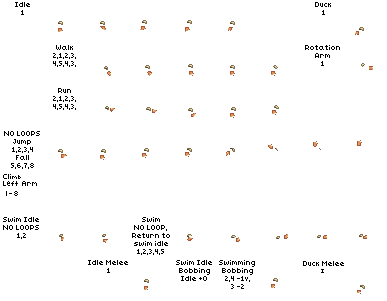 Idle
1
Duck
1
Walk
2,1,2,3,
4,5,4,3,
Rotation
Arm
1
Run
2,1,2,3,
4,5,4,3,
NO LOOPS
Jump
1,2,3,4
Fall
5,6,7,8
Climb
Left Arm
1-8
Swim Idle
NO LOOPS
1,2
Swim
NO LOOP,
Return to
swim idle
1,2,3,4,5
Idle Melee
1
Swim Idle
Bobbing
Idle +0
Swimming
Bobbing
2,4 -1v,
3 -2
Duck Melee
1